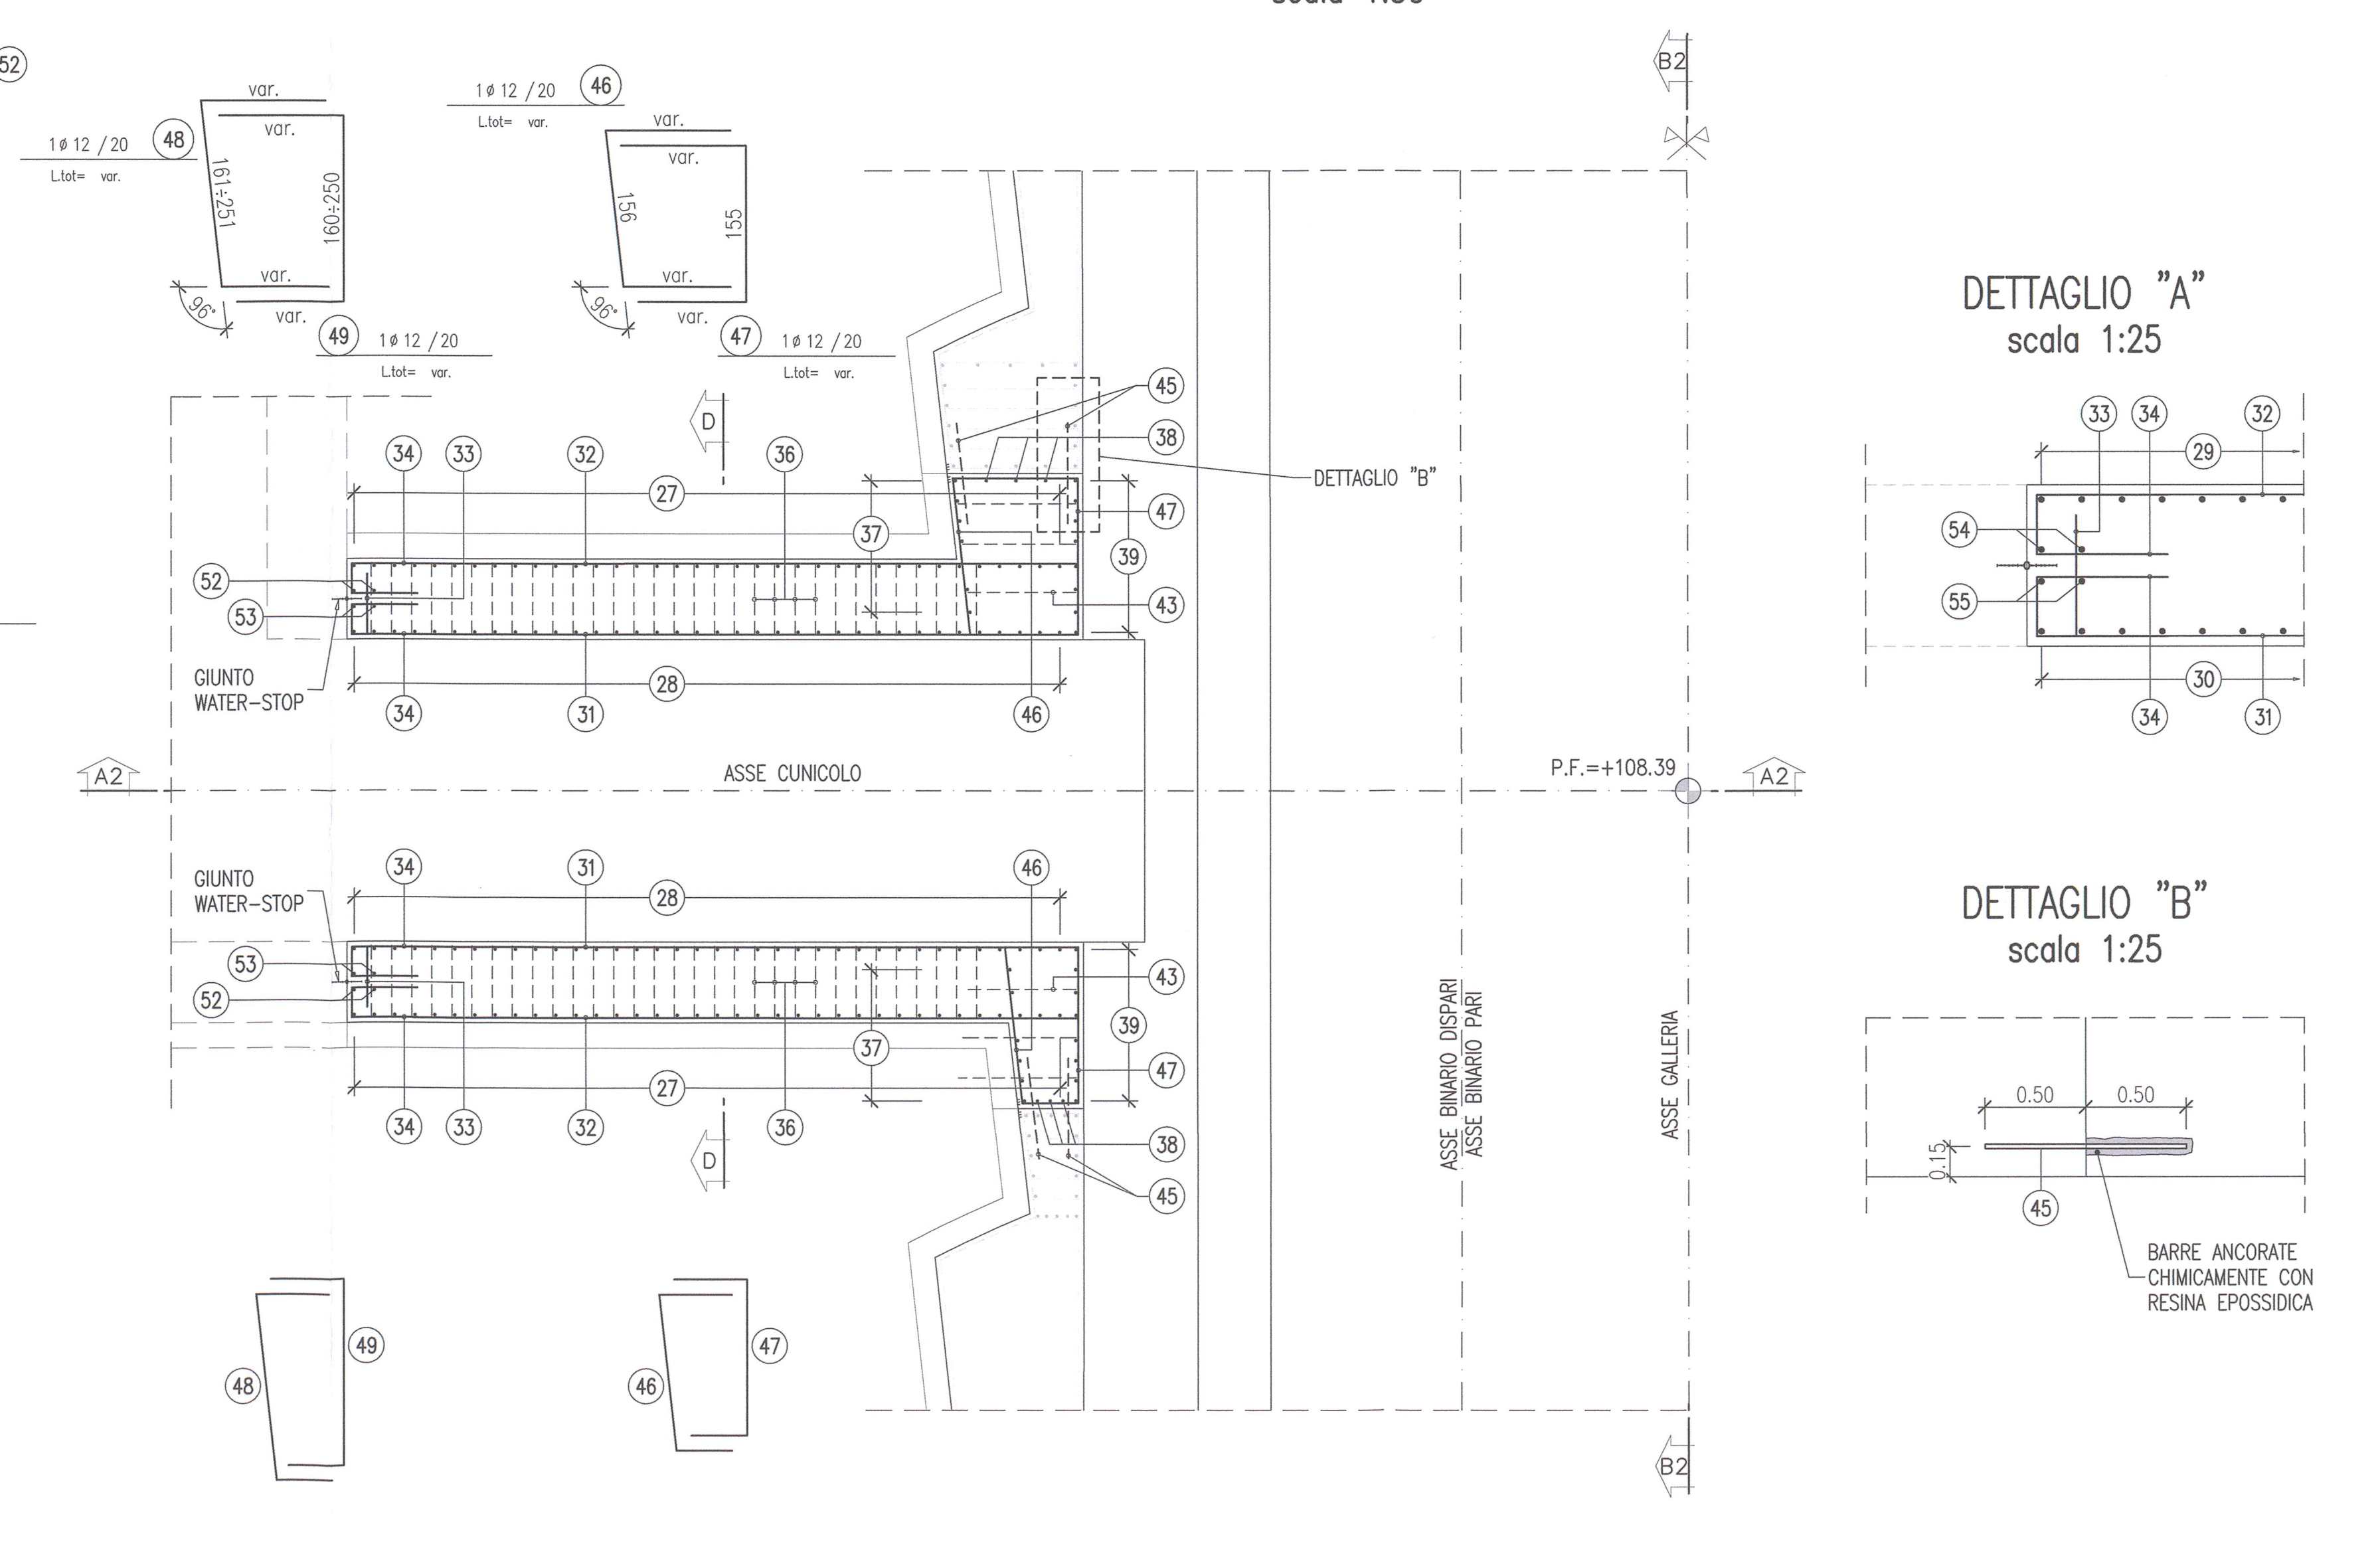 52
B2
var.
var.
1ø12 /20 48
L.tot= var.
161÷251
160÷250
var.
var.
96°
49 1ø12 /20
L.tot= var.
1ø12 /20 46
L.tot= var.
var.
var.
156
155
var.
var.
96°
47 1ø12 /20
L.tot= var.
D
34
33
32
36
27
37
45
38
DETTAGLIO "B"
47
39
43
52
53
GIUNTO
WATER-STOP
28
34
31
46
A2
ASSE CUNICOLO
P.F.=+108.39
A2
GIUNTO
WATER-STOP
34
31
46
28
53
52
43
39
37
47
27
34
33
32
36
38
D
45
ASSE BINARIO DISPARI
ASSE BINARIO PARI
ASSE GALLERIA
49
48
47
46
B2
DETTAGLIO "A"
scala 1:25
33
34
32
29
54
55
30
34
31
DETTAGLIO "B"
scala 1:25
0.50
0.50
0.15
45
BARRE ANCORATE
CHIMICAMENTE CON
RESINA EPOSSIDICA